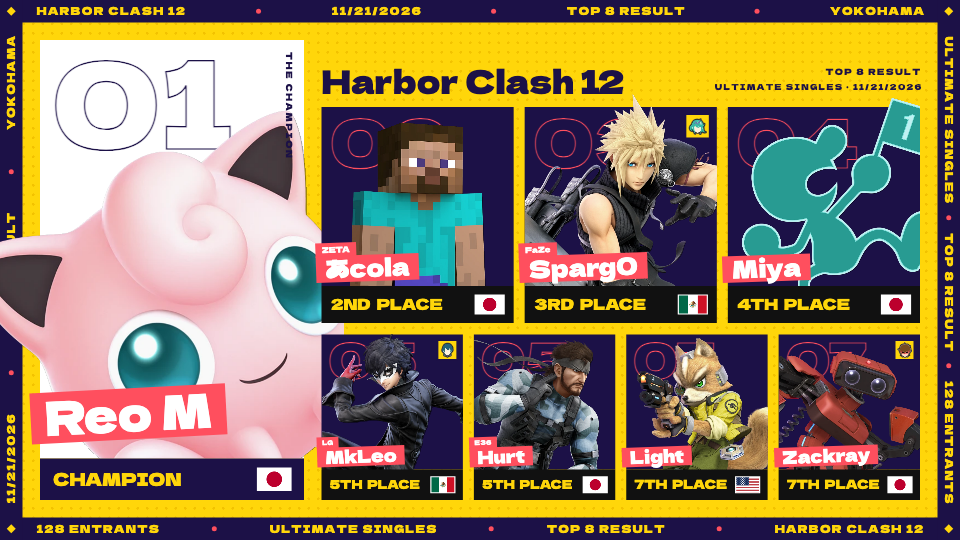 HARBOR CLASH 12 • 11/21/2026 • TOP 8 RESULT • YOKOHAMA
YOKOHAMA
11/21/2026
ULTIMATE SINGLES • TOP 8 RESULT • 128 ENTRANTS
01
THE CHAMPION
Reo M
CHAMPION
Harbor Clash 12
TOP 8 RESULT
ULTIMATE SINGLES · 11/21/2026
ZETA
あcola
2ND PLACE
FaZe
SpargO
3RD PLACE
04
1
Miya
4TH PLACE
LG
MkLeo
5TH PLACE
E36
Hurt
5TH PLACE
Light
7TH PLACE
07
Zackray
7TH PLACE
128 ENTRANTS • ULTIMATE SINGLES • TOP 8 RESULT • HARBOR CLASH 12